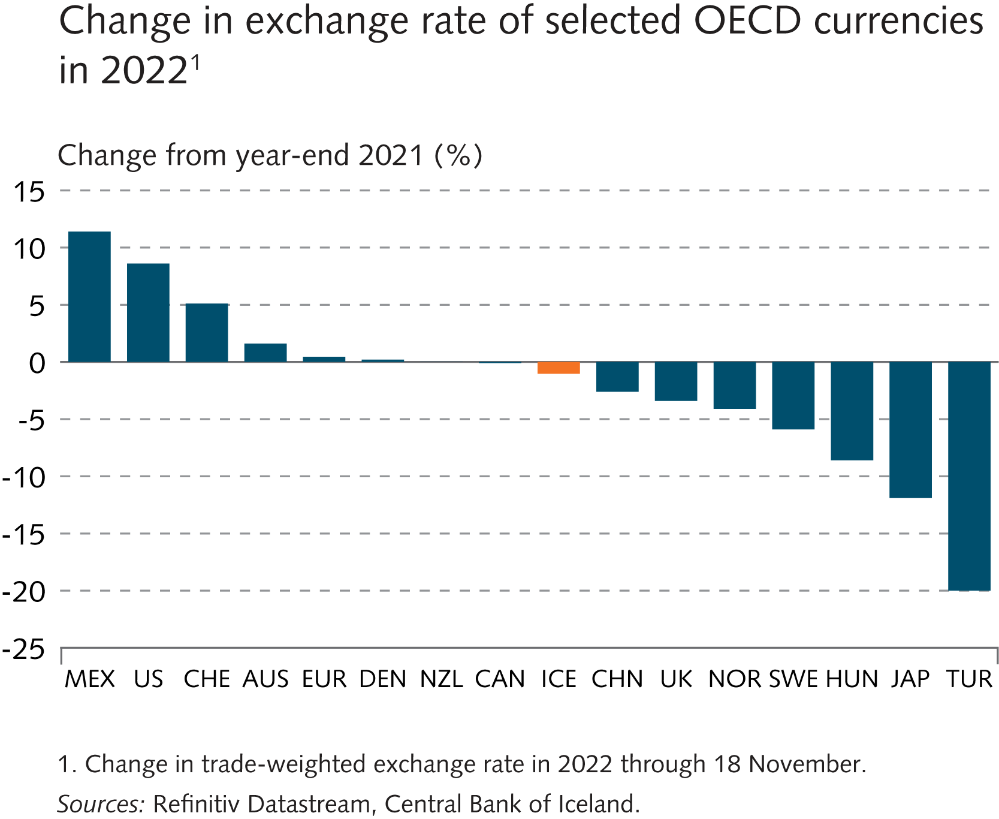 Change in exchange rate of selected OECD currencies
in 2022¹
Change from year-end 2021 (%)
15
10
5
0
-5
-10
-15
-20
-25
MEX US CHE AUS EUR DEN NZL CAN ICE CHN UK NOR SWE HUN JAP TUR
1. Change in trade-weighted exchange rate in 2022 through 18 November.
Sources: Refinitiv Datastream, Central Bank of Iceland.